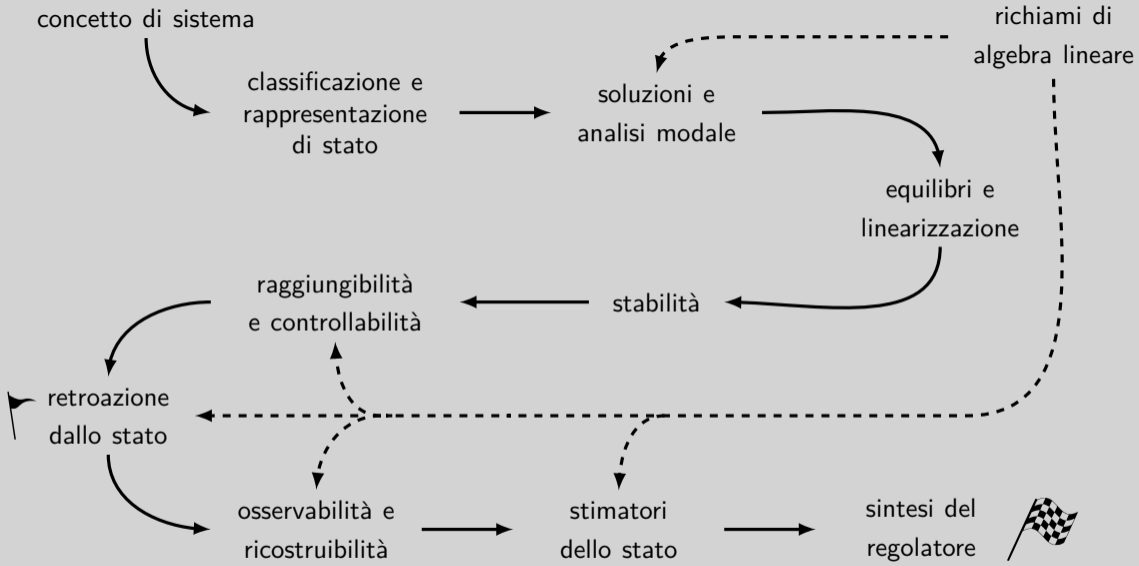 concetto di sistema
richiami di
algebra lineare
classificazione e
rappresentazione
di stato
soluzioni e
analisi modale
equilibri e
linearizzazione
stabilità
raggiungibilità
e controllabilità
retroazione
dallo stato
osservabilità e
ricostruibilità
stimatori
dello stato
sintesi del
regolatore